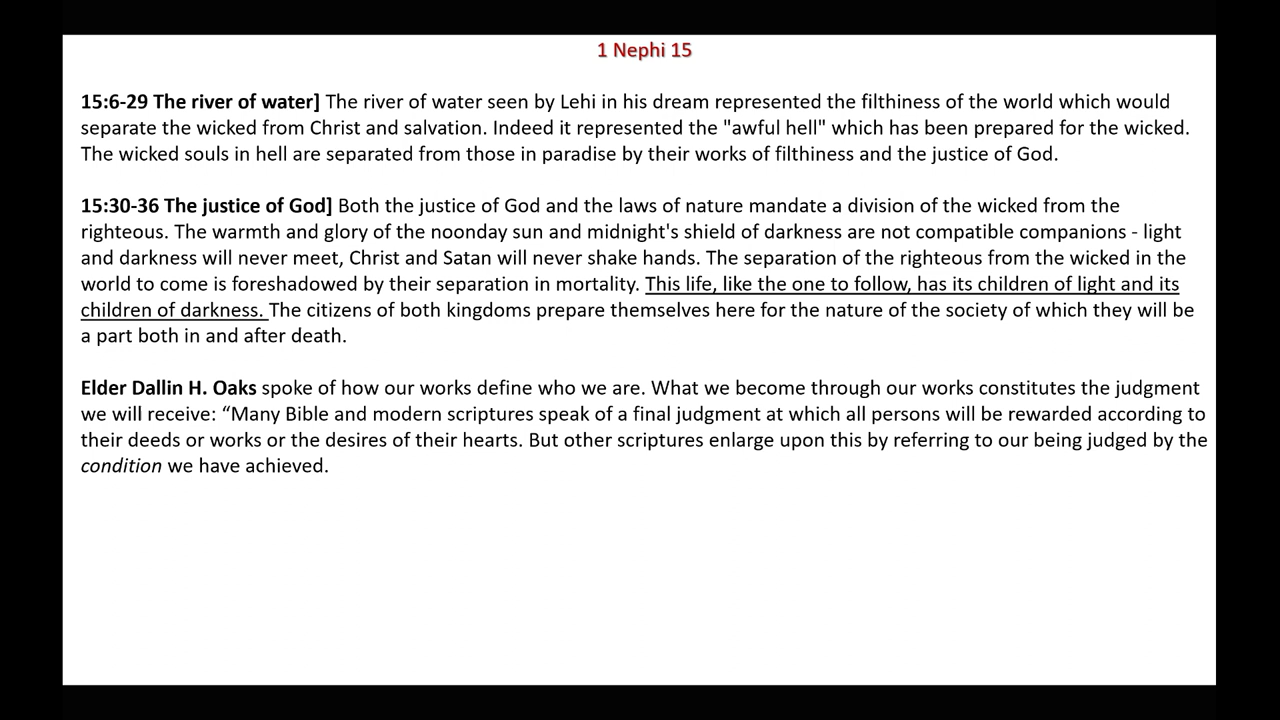 1 Nephi 15
15:6-29 The river of water] The river of water seen by Lehi in his dream represented the filthiness of the world which would
separate the wicked from Christ and salvation. Indeed it represented the "awful hell" which has been prepared for the wicked.
The wicked souls in hell are separated from those in paradise by their works of filthiness and the justice of God.
15:30-36 The justice of God] Both the justice of God and the laws of nature mandate a division of the wicked from the
righteous. The warmth and glory of the noonday sun and midnight's shield of darkness are not compatible companions - light
and darkness will never meet, Christ and Satan will never shake hands. The separation of the righteous from the wicked in the
world to come is foreshadowed by their separation in mortality. This life, like the one to follow, has its children of light and its
children of darkness. The citizens of both kingdoms prepare themselves here for the nature of the society of which they will be
a part both in and after death.
Elder Dallin H. Oaks spoke of how our works define who we are. What we become through our works constitutes the judgment
we will receive: “Many Bible and modern scriptures speak of a final judgment at which all persons will be rewarded according to
their deeds or works or the desires of their hearts. But other scriptures enlarge upon this by referring to our being judged by the
condition we have achieved.